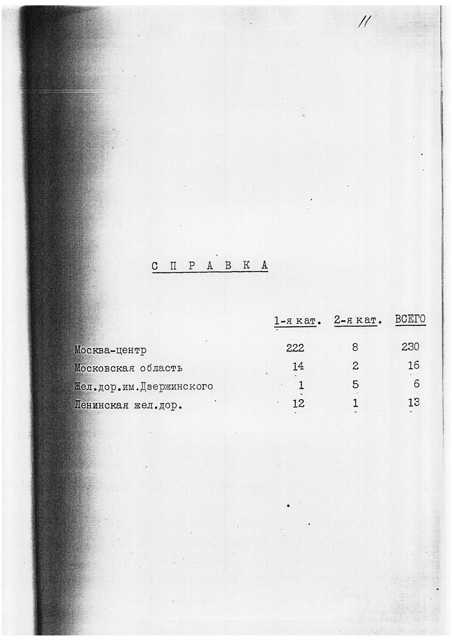 11
С П Р А В К А
1-я кат. 2-я кат. ВСЕГО
Москва-центр 222 8 230
Московская область 14 2 16
Жел.дор.им.Дзержинского 1 5 6
Ленинская жел.дор. 12 1 13